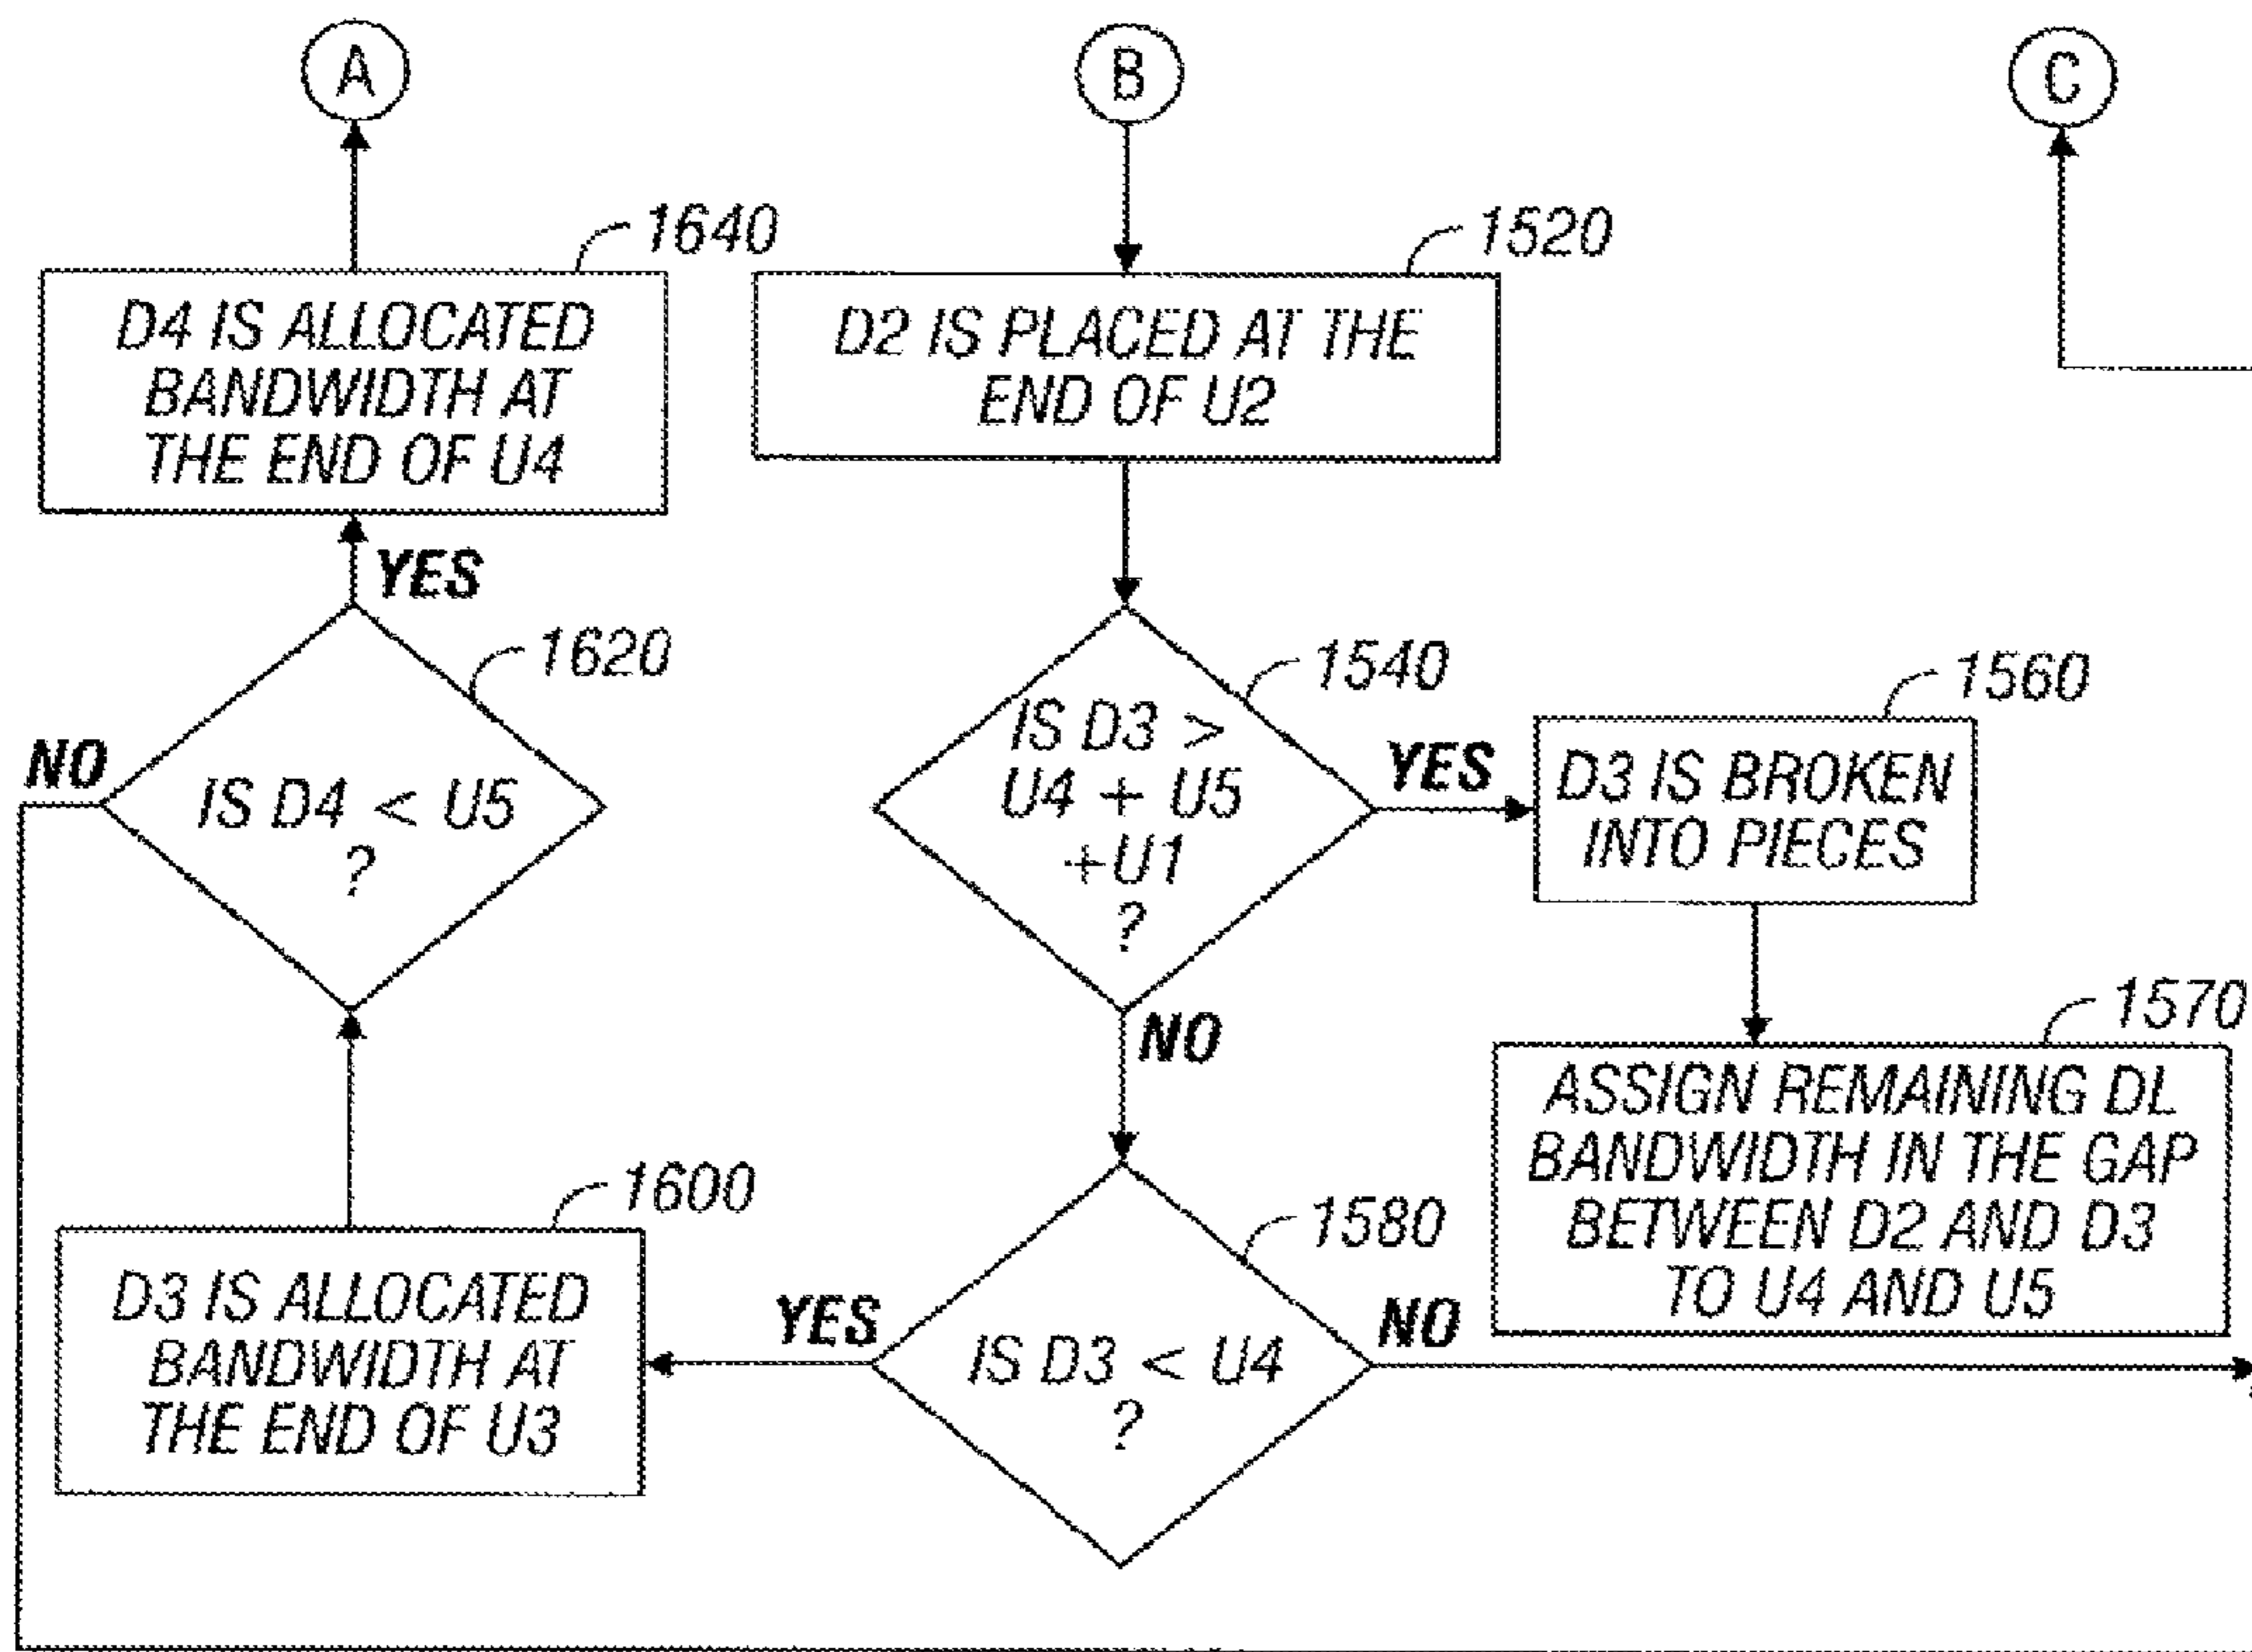 A
B
C
1640
D4 IS ALLOCATED
BANDWIDTH AT
THE END OF U4
1520
D2 IS PLACED AT THE
END OF U2
YES
1620
NO
IS D4 < U5
?
1540
IS D3 >
U4 + U5
+U1
?
YES
1560
D3 IS BROKEN
INTO PIECES
NO
1570
ASSIGN REMAINING DL
BANDWIDTH IN THE GAP
BETWEEN D2 AND D3
TO U4 AND U5
1600
D3 IS ALLOCATED
BANDWIDTH AT
THE END OF U3
YES
1580
IS D3 < U4
?
NO